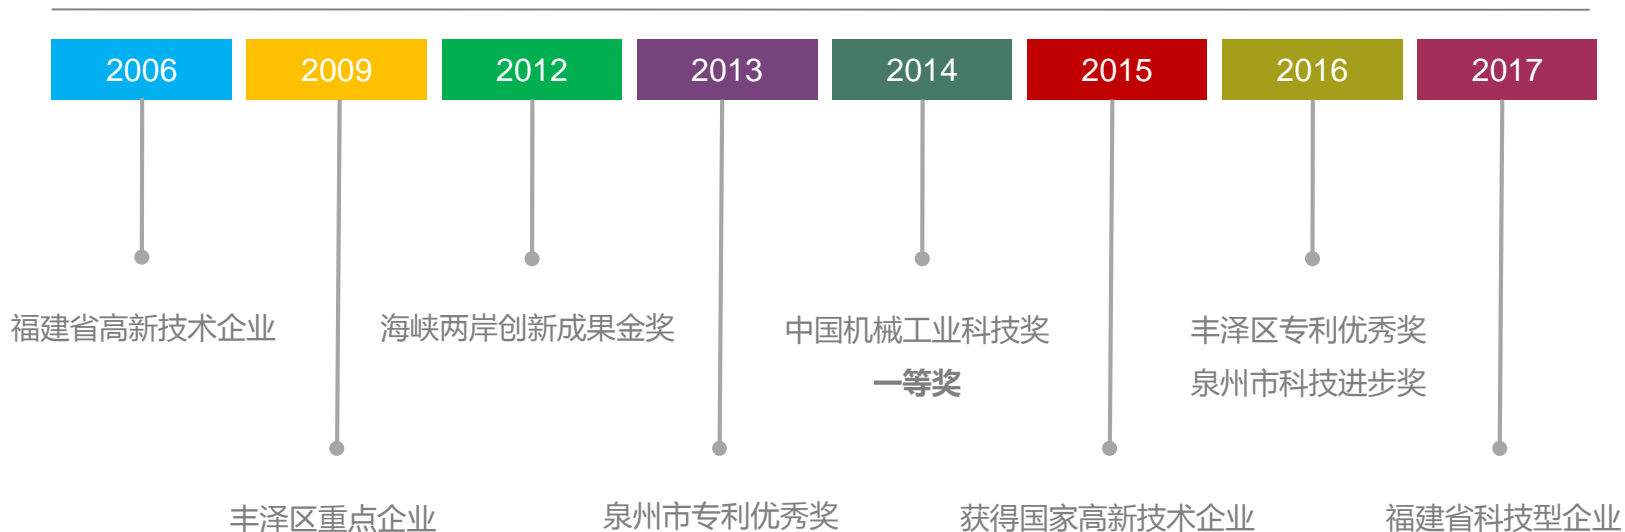 2006
2009
2012
2013
2014
2015
2016
2017
福建省高新技术企业
海峡两岸创新成果金奖
中国机械工业科技奖
一等奖
丰泽区专利优秀奖
泉州市科技进步奖
丰泽区重点企业
泉州市专利优秀奖
获得国家高新技术企业
福建省科技型企业